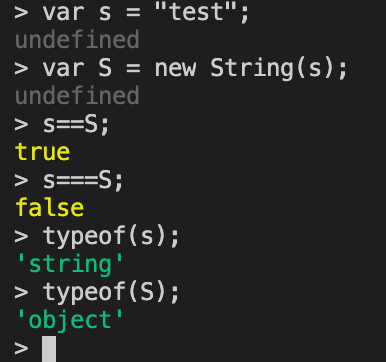 > var s = "test";
undefined
> var S = new String(s);
undefined
> s==S;
true
> s===S;
false
> typeof(s);
'string'
> typeof(S);
'object'
>